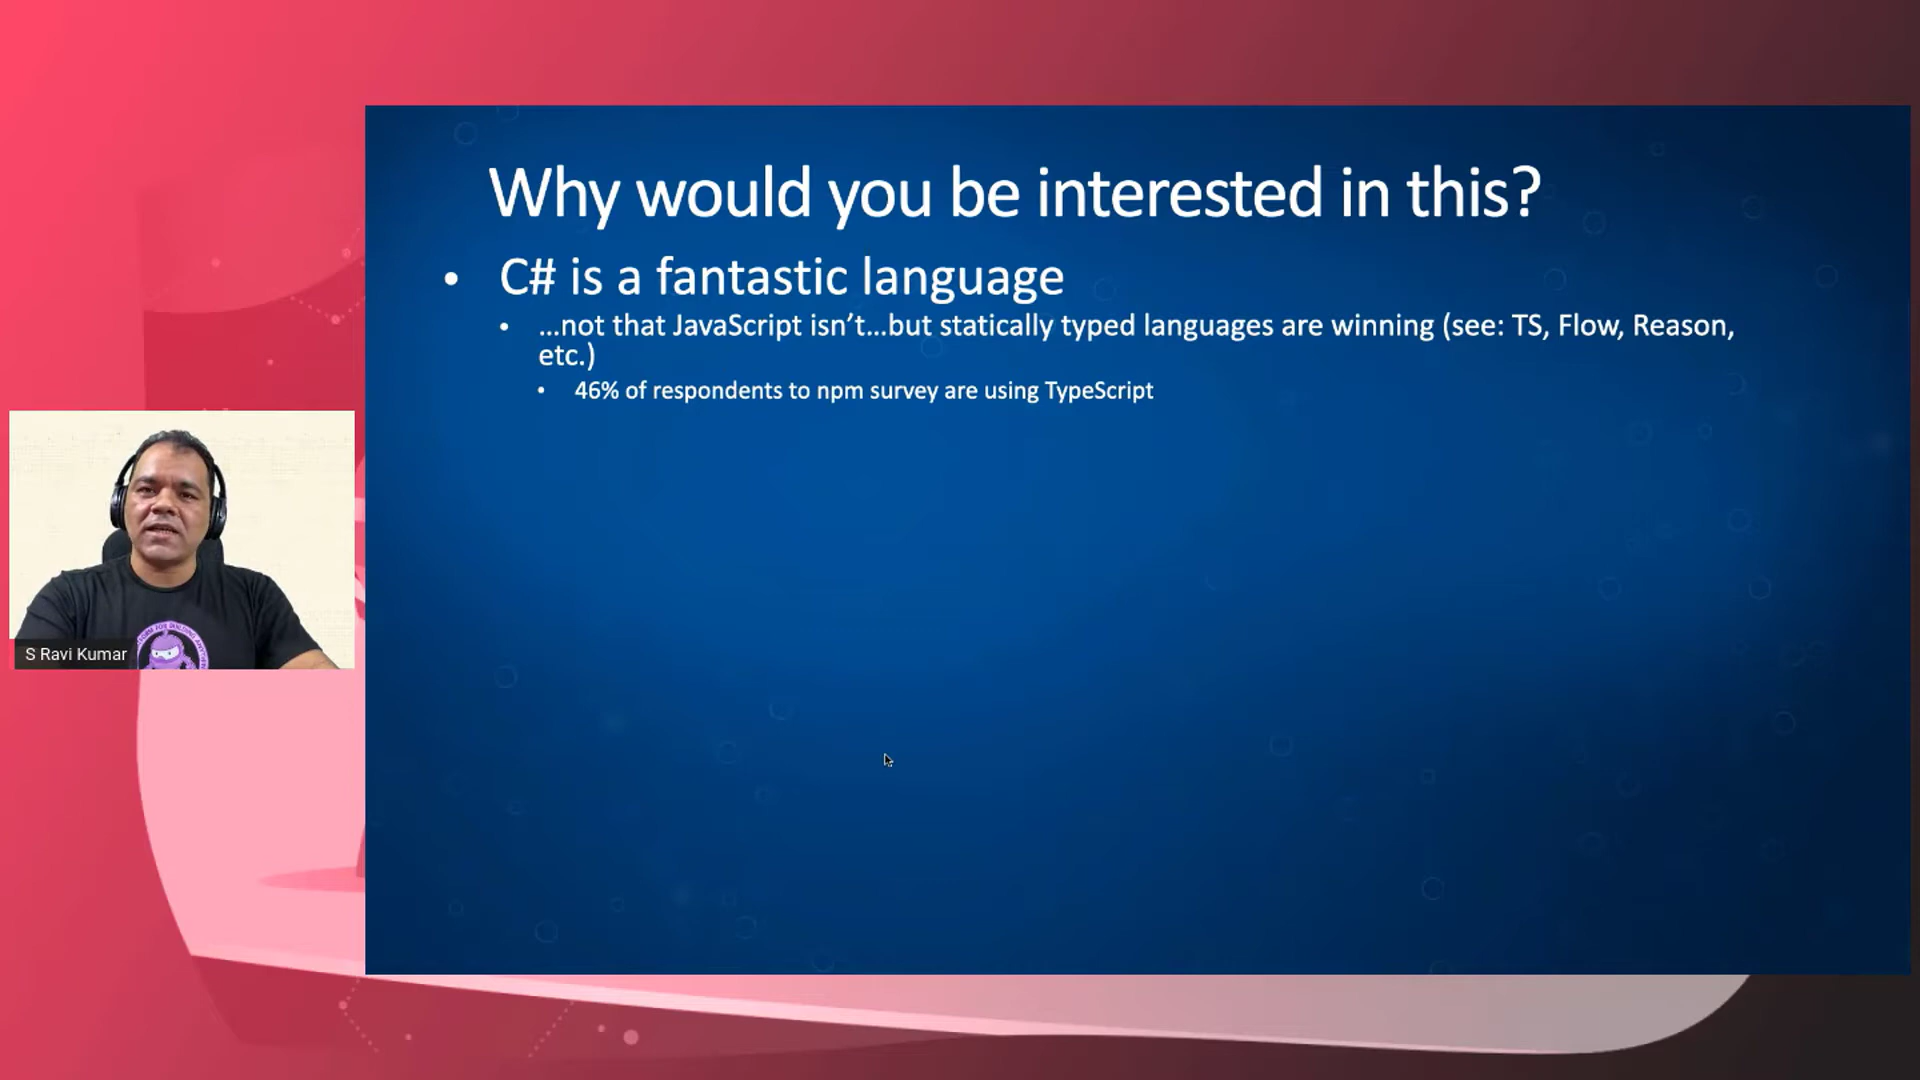 Why would you be interested in this?
• C# is a fantastic language
• …not that JavaScript isn’t…but statically typed languages are winning (see: TS, Flow, Reason,
etc.)
• 46% of respondents to npm survey are using TypeScript
S Ravi Kumar